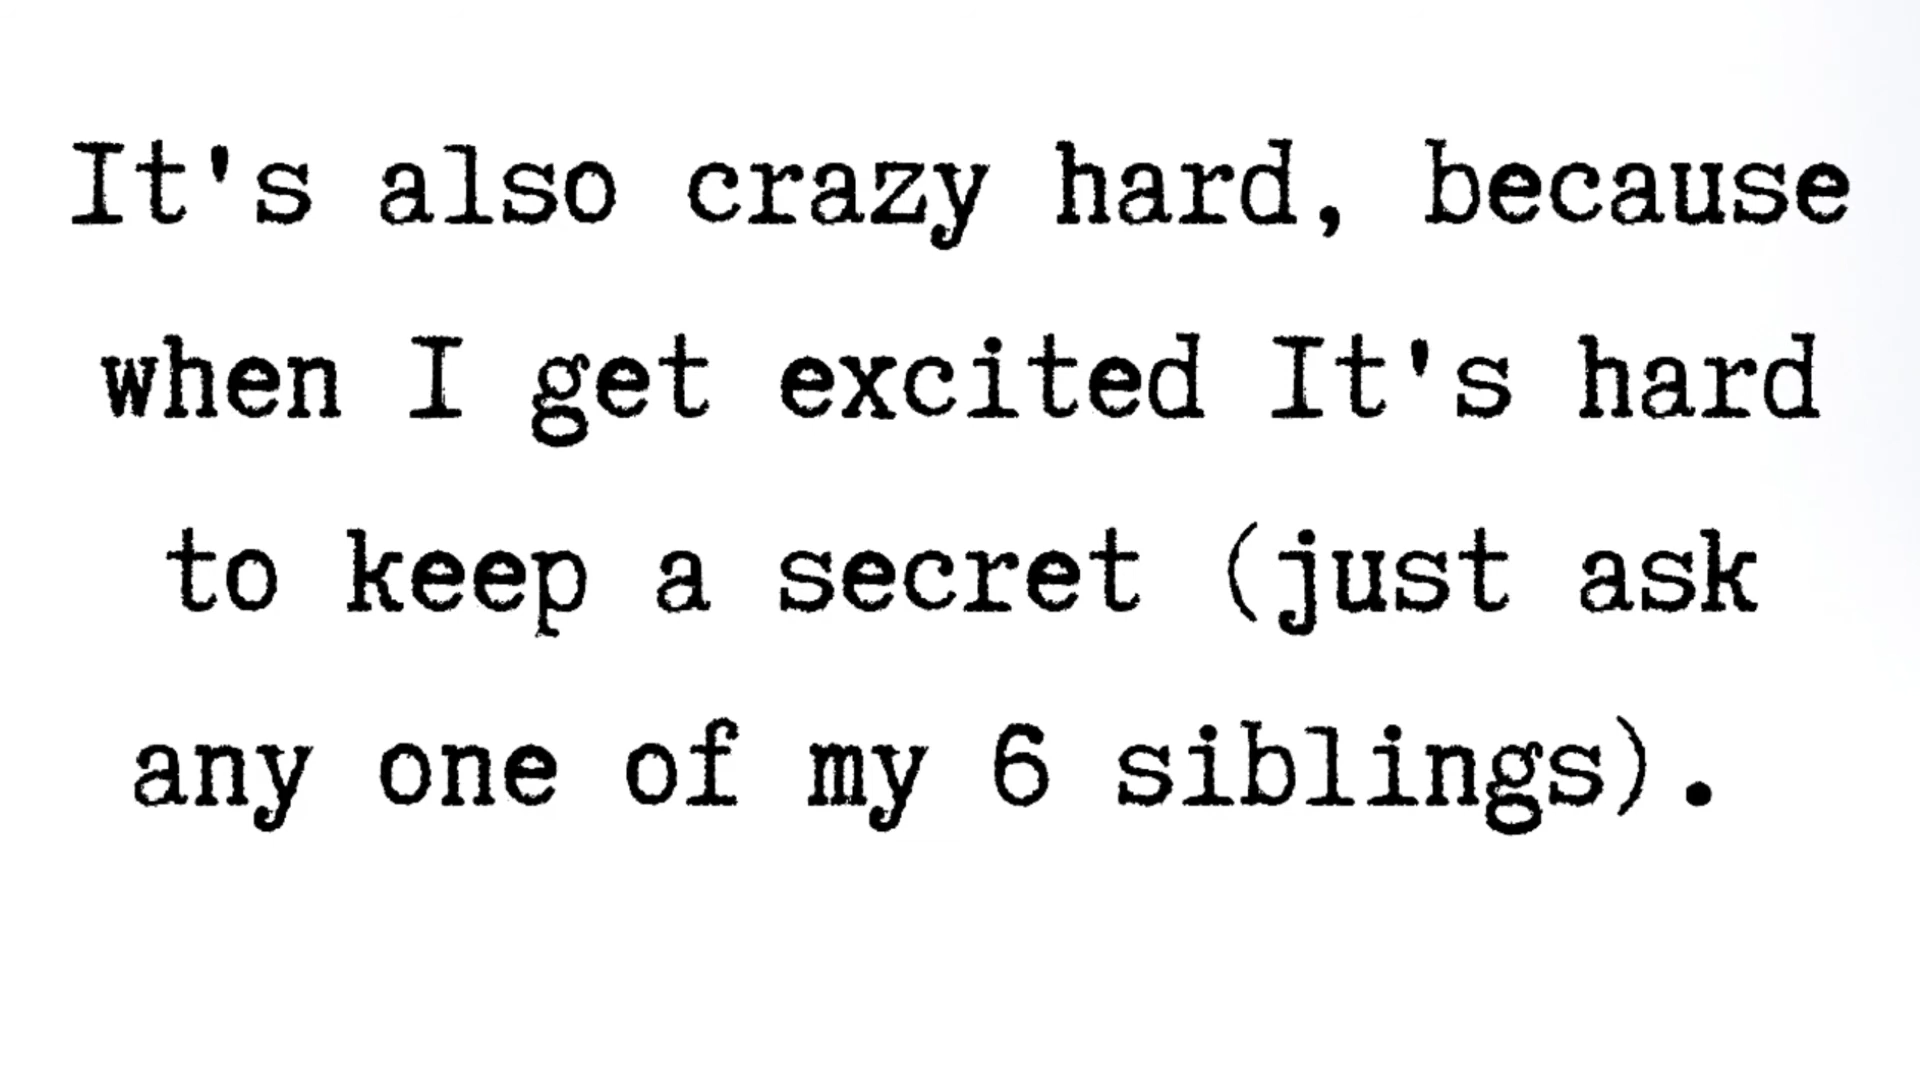 It's also crazy hard, because
when I get excited It's hard
to keep a secret (just ask
any one of my 6 siblings).